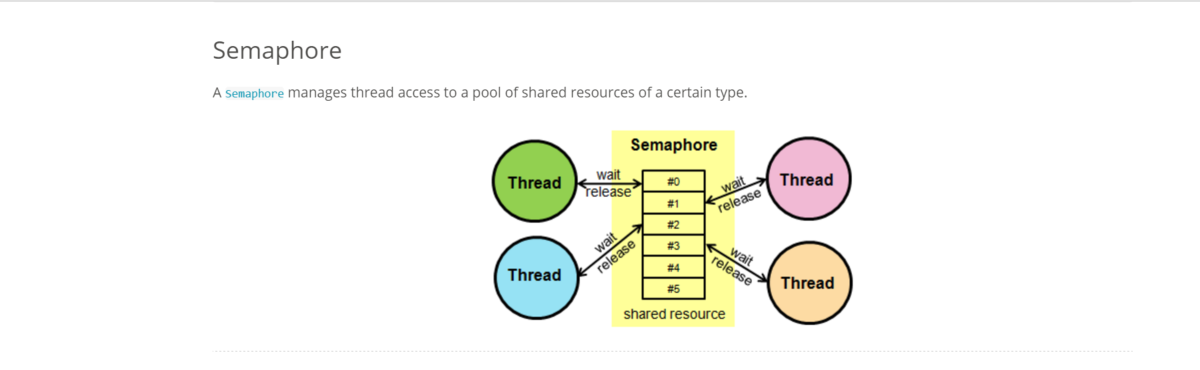 Semaphore
A Semaphore manages thread access to a pool of shared resources of a certain type.
Semaphore
Thread
wait
release
#0
#1
#2
#3
#4
#5
wait
release
Thread
Thread
wait
release
wait
release
Thread
shared resource